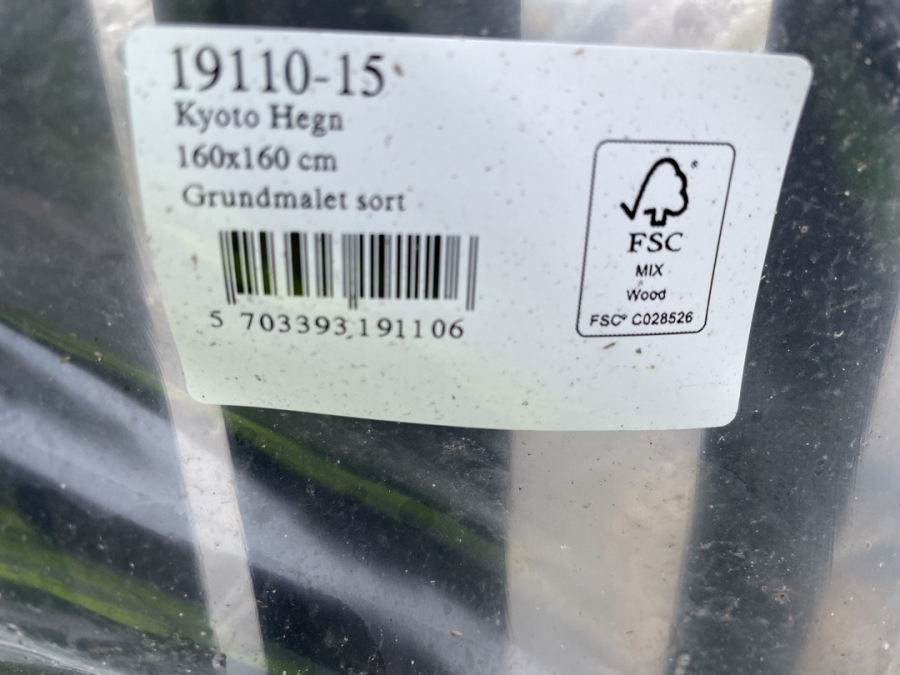 19110-15
Kyoto Hegn
160x160 cm
Grundmalet sort
5 703393 191106
®
FSC
MIX
Wood
FSC® C028526